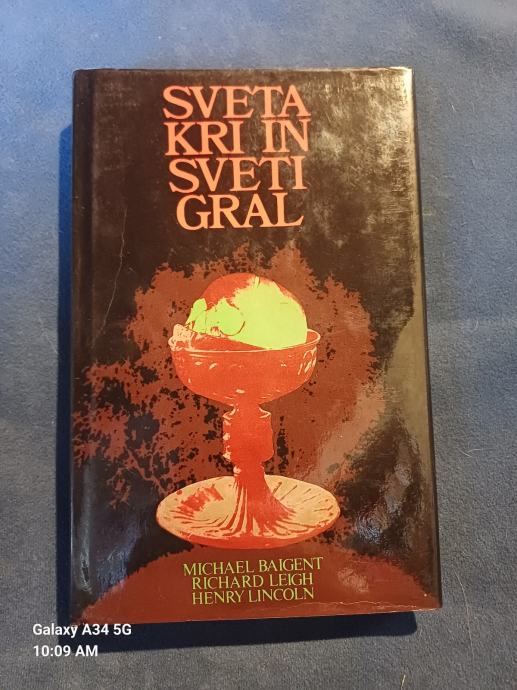 SVETA
KRI IN
SVETI
GRAL
MICHAEL BAIGENT
RICHARD LEIGH
HENRY LINCOLN
Galaxy A34 5G
10:09 AM